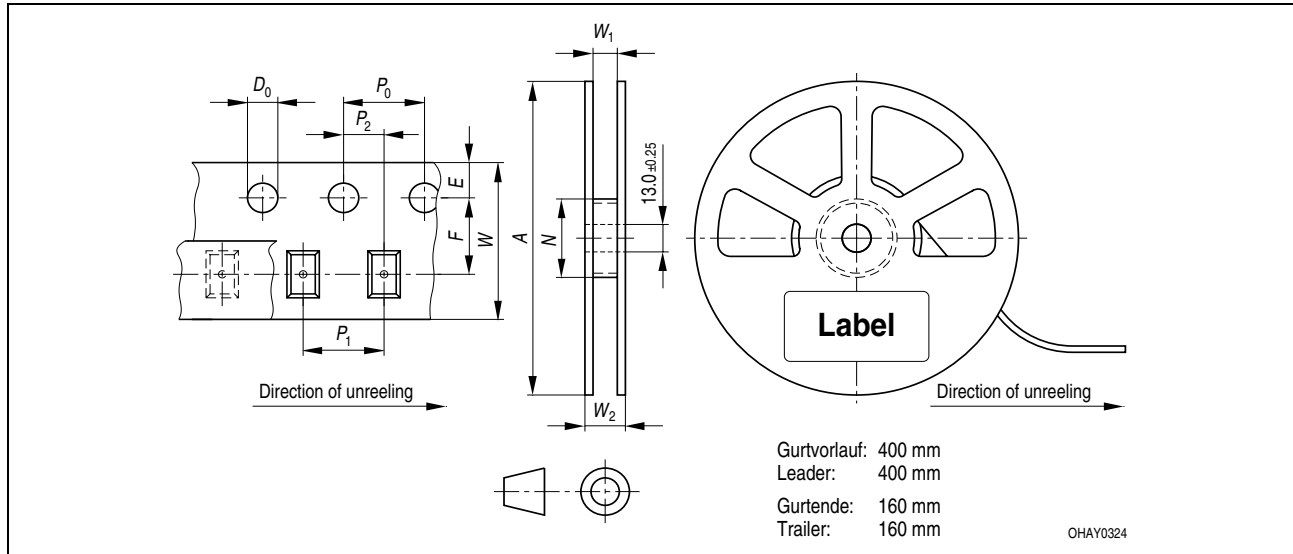 W1
D0
P0
P2
E
F
W
A
N
13.0 ±0.25
P1
W2
Label
Direction of unreeling
Direction of unreeling
Gurtvorlauf: 400 mm
Leader: 400 mm
Gurtende: 160 mm
Trailer: 160 mm
OHAY0324